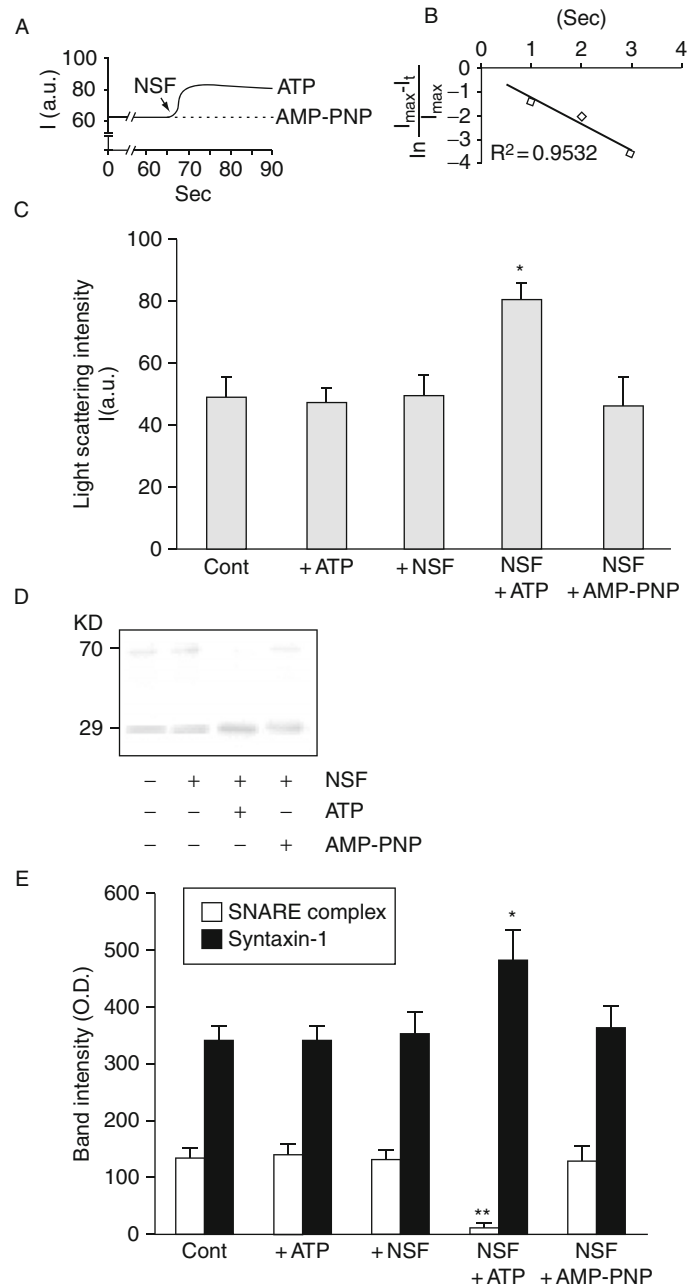 A
I (a.u.)
100
80
60
NSF
ATP
AMP-PNP
0 60 70 80 90
Sec
B
(Sec)
0 1 2 3 4
0
−1
−2
−3
−4
ln (Imax-It / Imax)
R² = 0.9532
C
Light scattering intensity
I(a.u.)
100
80
60
40
20
0
*
Cont
+ ATP
+ NSF
NSF
+ ATP
NSF
+ AMP-PNP
D
KD
70
29
− + + + NSF
− − + − ATP
− − − + AMP-PNP
E
Band intensity (O.D.)
600
500
400
300
200
100
0
SNARE complex
Syntaxin-1
*
**
Cont
+ ATP
+ NSF
NSF
+ ATP
NSF
+ AMP-PNP